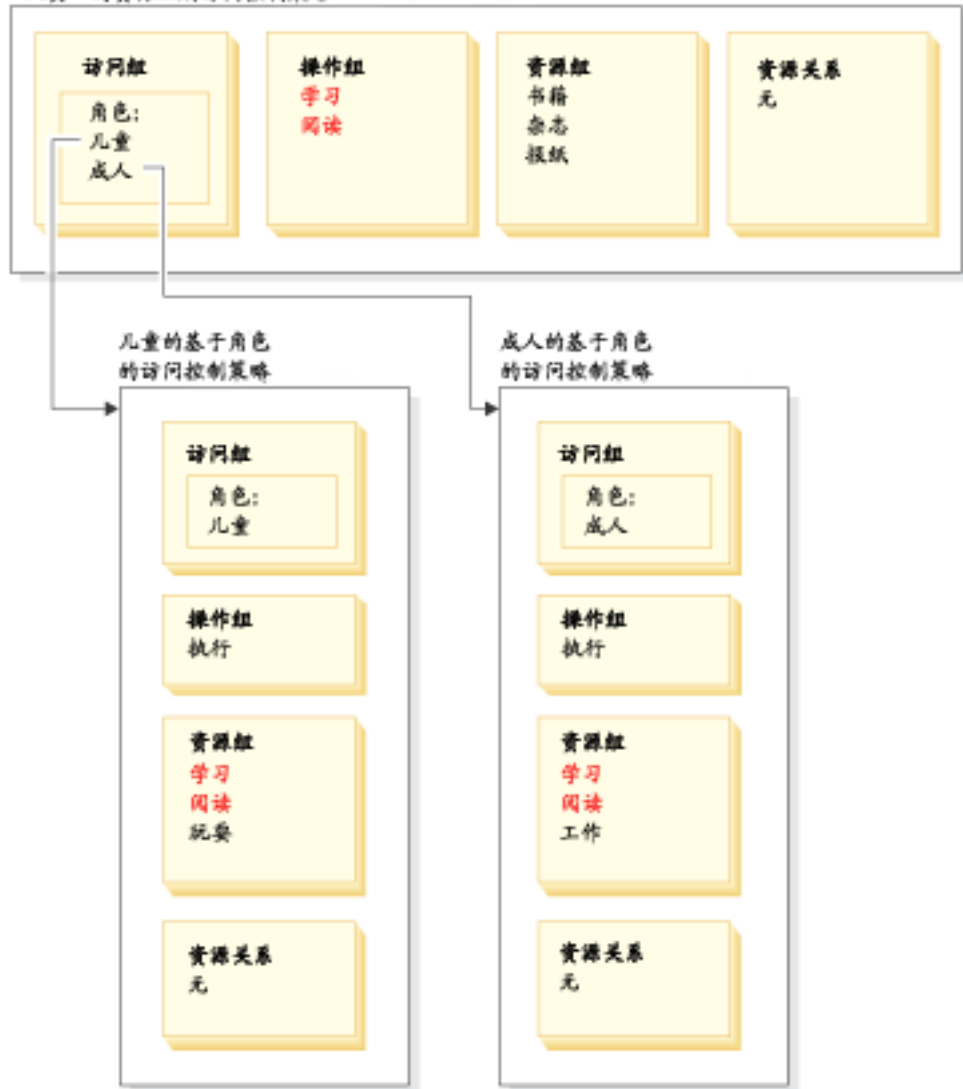 访问组
角色:
儿童
成人
操作组
学习
阅读
资源组
书籍
杂志
报纸
资源关系
无
儿童的基于角色
的访问控制策略
访问组
角色:
儿童
操作组
执行
资源组
学习
阅读
玩耍
资源关系
无
成人的基于角色
的访问控制策略
访问组
角色:
成人
操作组
执行
资源组
学习
阅读
工作
资源关系
无